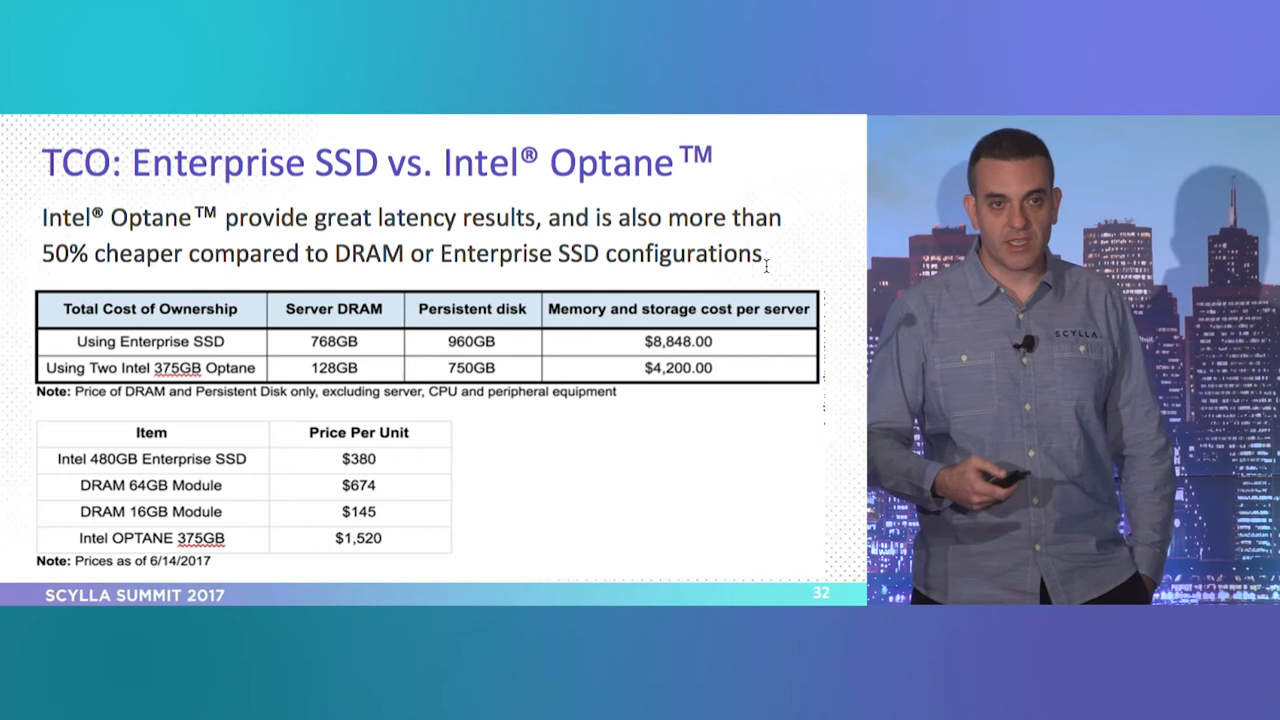 TCO: Enterprise SSD vs. Intel® Optane™
Intel® Optane™ provide great latency results, and is also more than
50% cheaper compared to DRAM or Enterprise SSD configurations.
Total Cost of Ownership Server DRAM Persistent disk Memory and storage cost per server
Using Enterprise SSD 768GB 960GB $8,848.00
Using Two Intel 375GB Optane 128GB 750GB $4,200.00
Note: Price of DRAM and Persistent Disk only, excluding server, CPU and peripheral equipment
Item Price Per Unit
Intel 480GB Enterprise SSD $380
DRAM 64GB Module $674
DRAM 16GB Module $145
Intel OPTANE 375GB $1,520
Note: Prices as of 6/14/2017
SCYLLA SUMMIT 2017 32
SCYLLA.